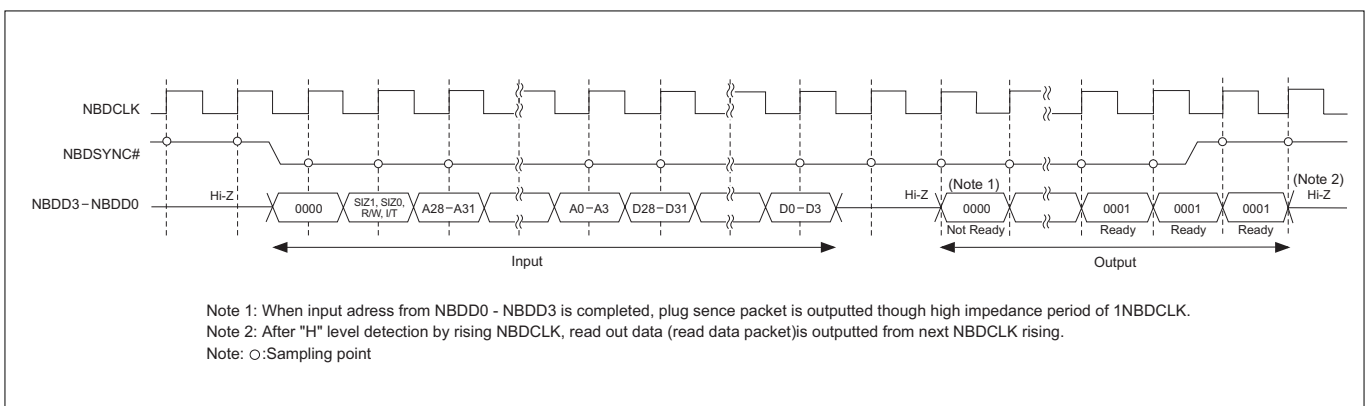 NBDCLK
NBDSYNC#
NBDD3-NBDD0
Hi-Z
0000
SIZ1, SIZ0,
R/W, I/T
A28-A31
A0-A3
D28-D31
D0-D3
Hi-Z
(Note 1)
0000
Not Ready
0001
Ready
0001
Ready
0001
Ready
(Note 2)
Hi-Z
Input
Output
Note 1: When input adress from NBDD0 - NBDD3 is completed, plug sence packet is outputted though high impedance period of 1NBDCLK.
Note 2: After "H" level detection by rising NBDCLK, read out data (read data packet)is outputted from next NBDCLK rising.
Note: ○:Sampling point